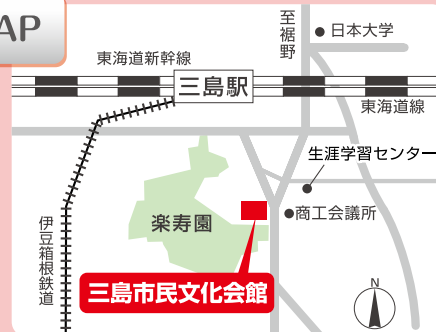 AP
至裾野
日本大学
東海道新幹線
三島駅
東海道線
生涯学習センター
商工会議所
楽寿園
伊豆箱根鉄道
三島市民文化会館
N